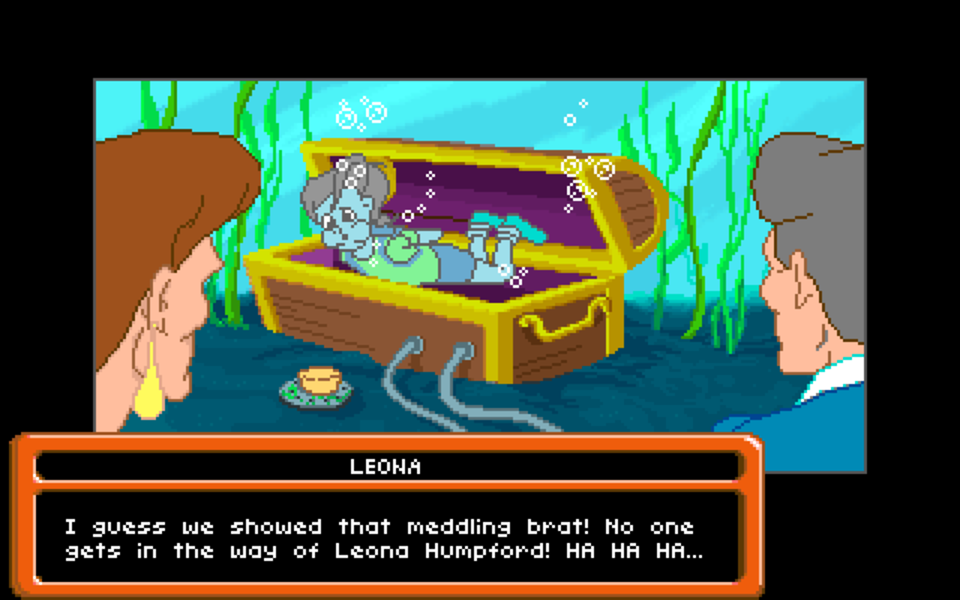 LEONA
I guess we showed that meddling brat! No one
gets in the way of Leona Humpford! HA HA HA...